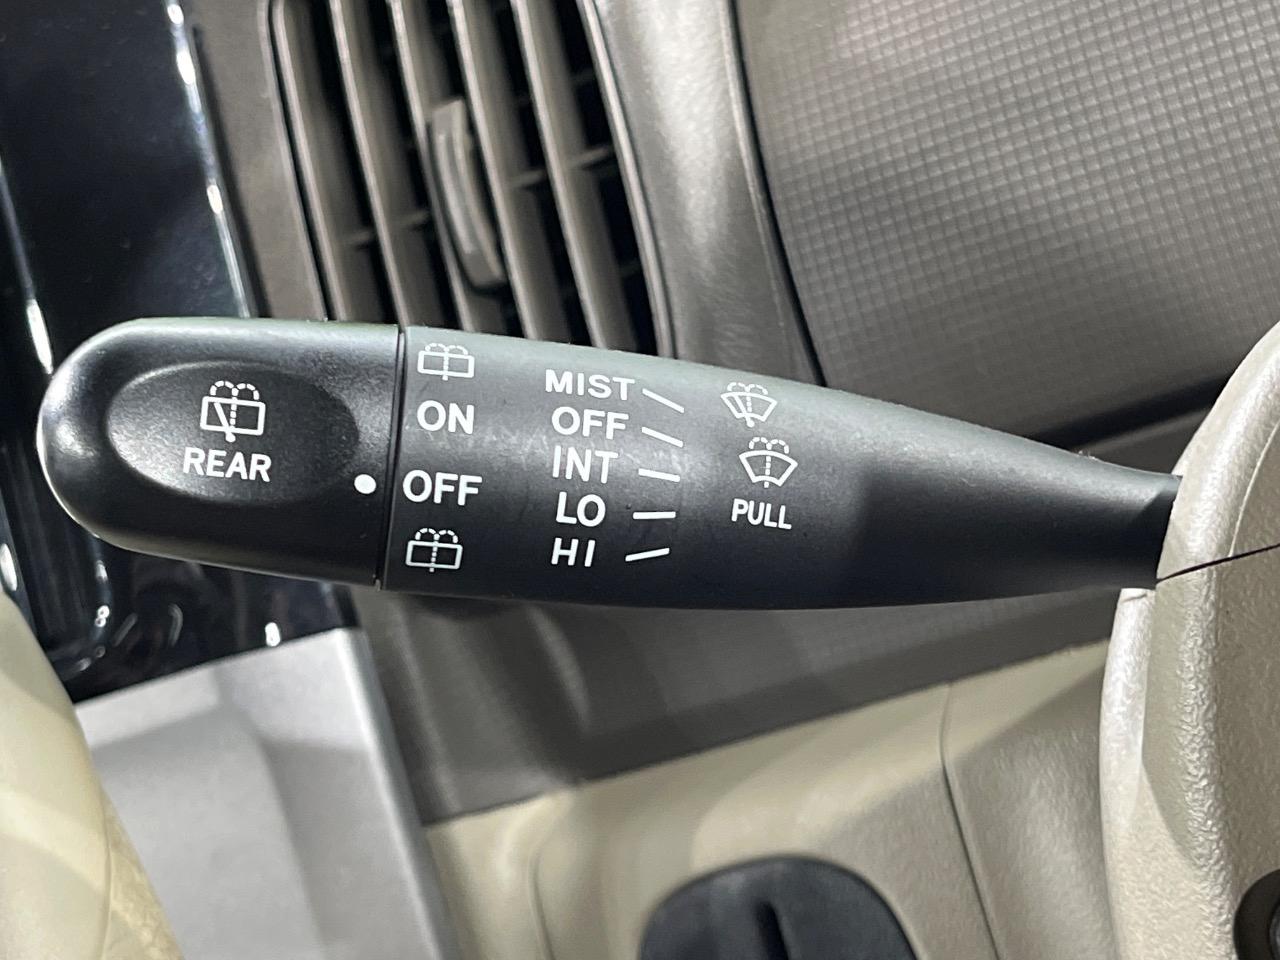 REAR
ON
OFF
MIST
OFF
INT
LO
HI
PULL